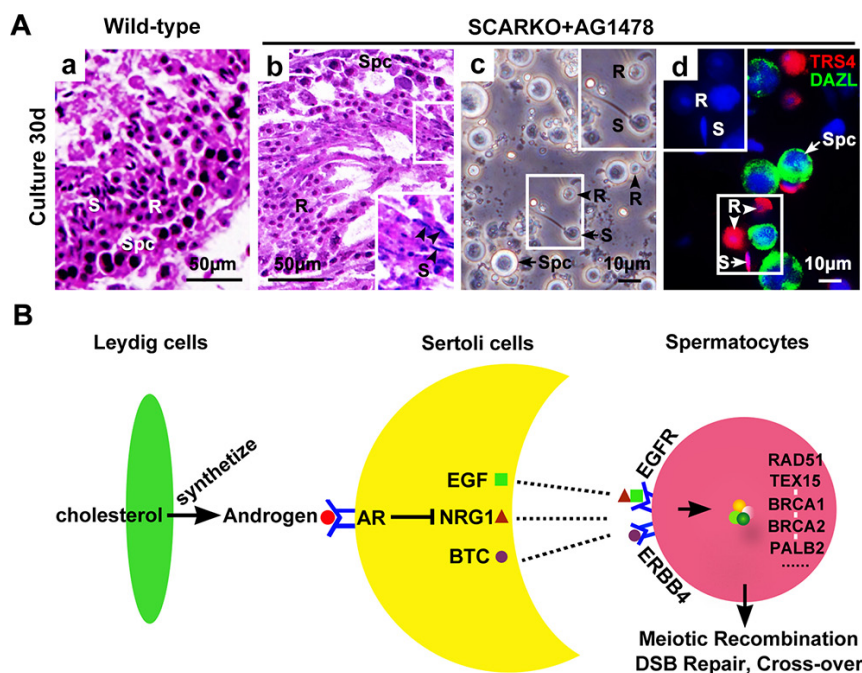 A
Wild-type
SCARKO+AG1478
Culture 30d
a
S
R
Spc
50μm
b
Spc
R
S
50μm
c
R
S
R
R
S
Spc
10μm
d
TRS4
DAZL
R
S
Spc
R
S
10μm
B
Leydig cells
Sertoli cells
Spermatocytes
cholesterol
synthetize
Androgen
AR
EGF
NRG1
BTC
EGFR
ERBB4
RAD51
TEX15
BRCA1
BRCA2
PALB2
......
Meiotic Recombination
DSB Repair, Cross-over